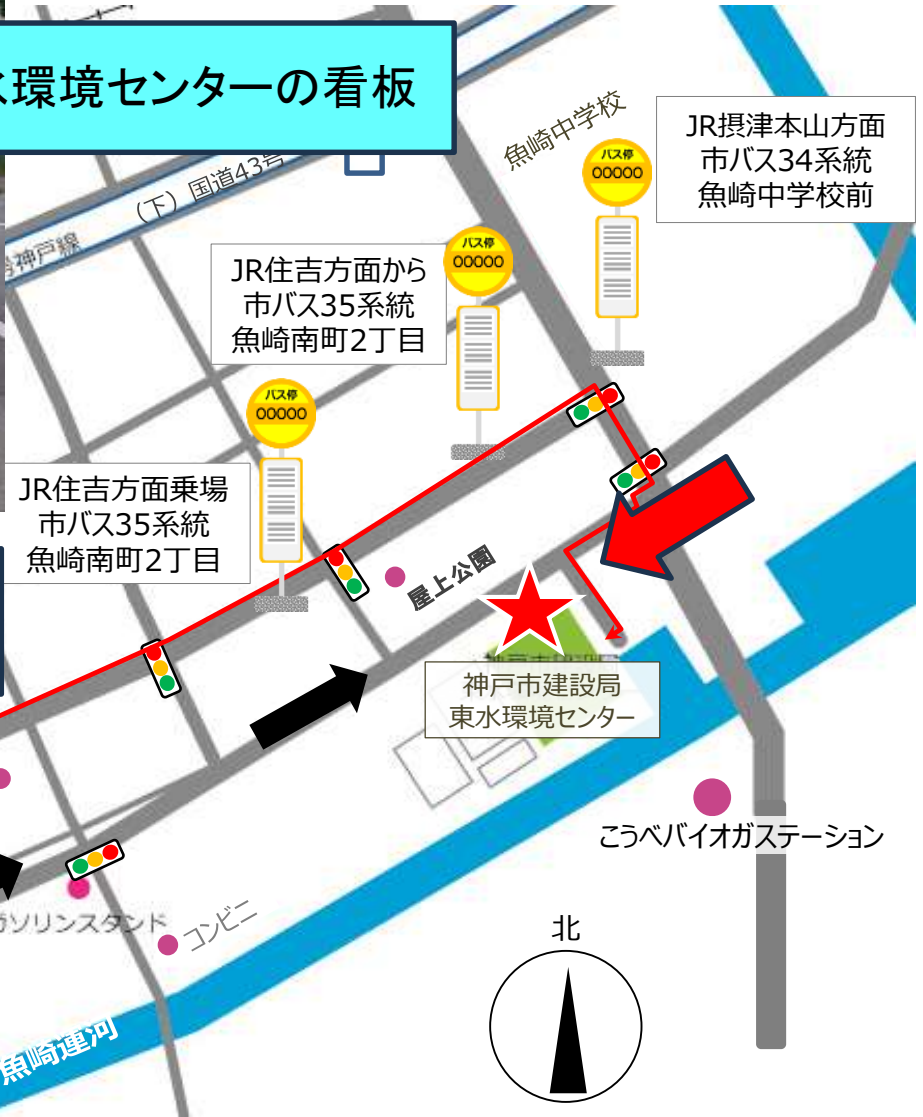 環境センターの看板
魚崎中学校
JR摂津本山方面
市バス34系統
魚崎中学校前
バス停
00000
(下) 国道43号
神戸線
バス停
00000
JR住吉方面から
市バス35系統
魚崎南町2丁目
バス停
00000
JR住吉方面乗場
市バス35系統
魚崎南町2丁目
屋上公園
神戸市建設局
東水環境センター
こうべバイオガステーション
ソリンスタンド
コンビニ
北
魚崎運河